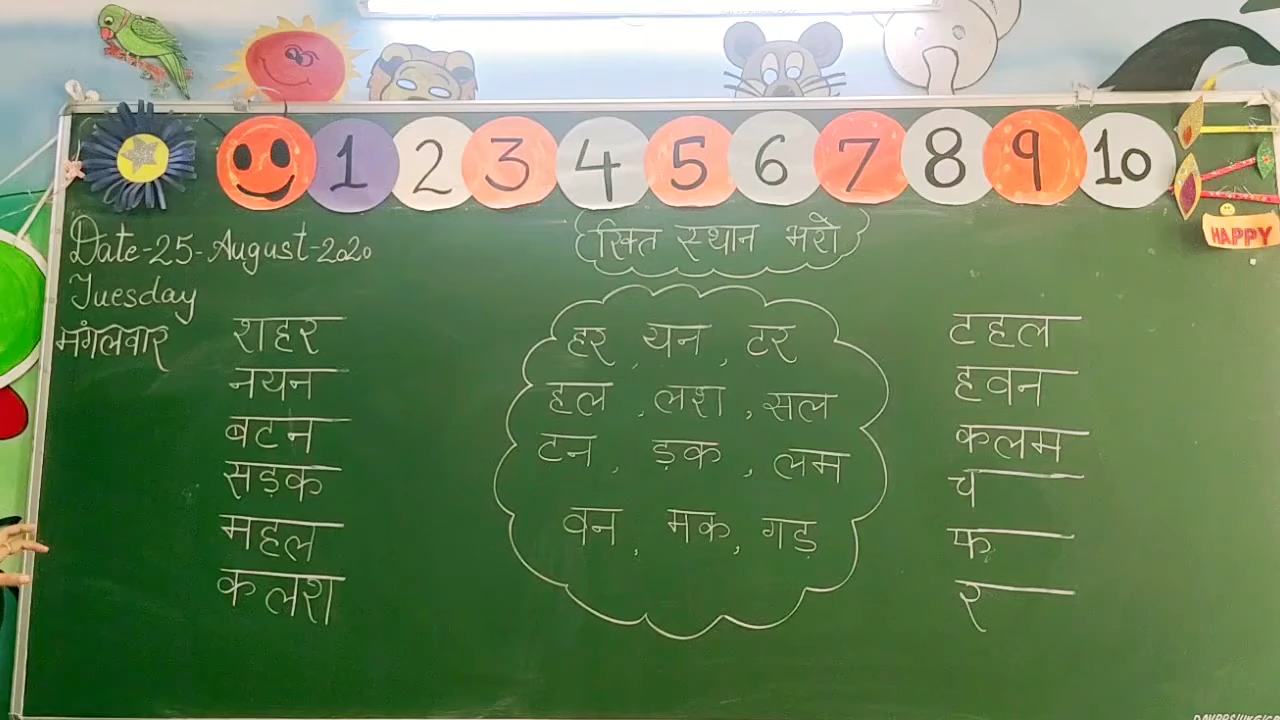 1 2 3 4 5 6 7 8 9 10
HAPPY
Date-25-August-2020
Tuesday
मंगलवार
रिक्त स्थान भरो
शहर
नयन
बटन
सड़क
महल
कलश
हर, यन, टर
हल, लश, सल
टन, ड़क, लम
वन, मक, गड़
टहल
हवन
कलम
च
फ
र